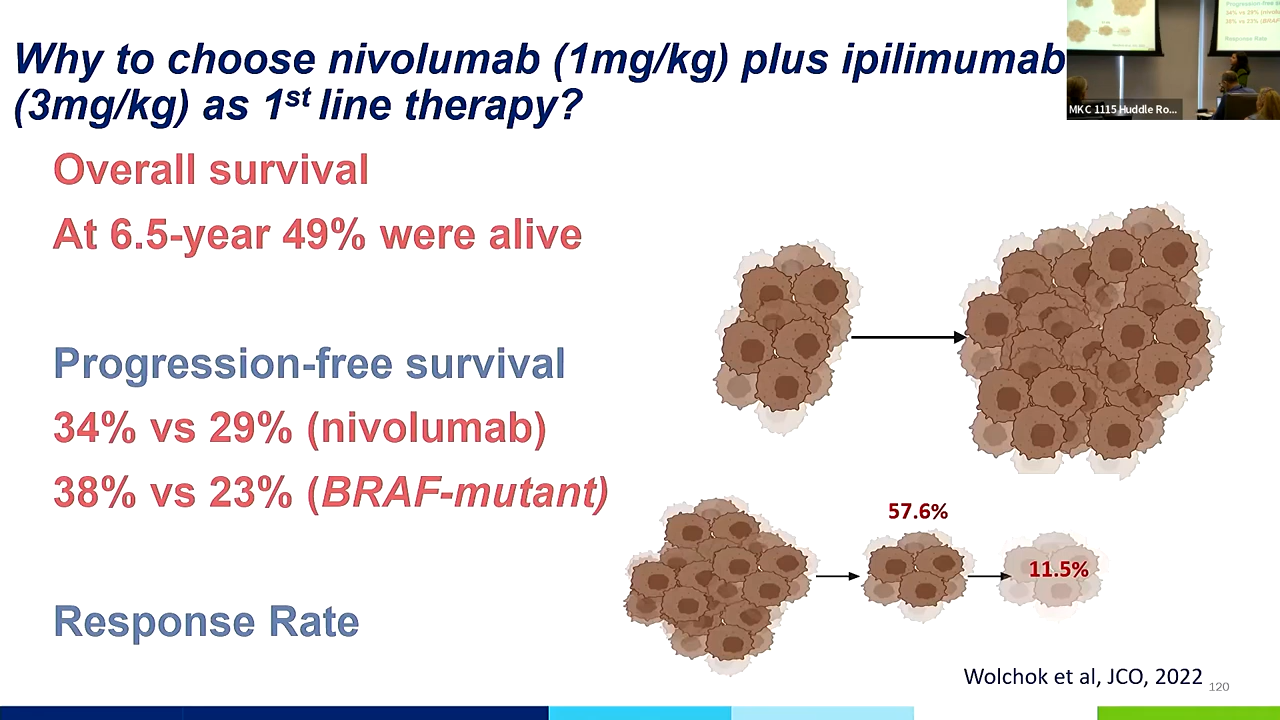 Why to choose nivolumab (1mg/kg) plus ipilimumab
(3mg/kg) as 1st line therapy?
MKC 1115 Huddle Ro...
Overall survival
At 6.5-year 49% were alive
Progression-free survival
34% vs 29% (nivolumab)
38% vs 23% (BRAF-mutant)
57.6%
11.5%
Response Rate
Wolchok et al, JCO, 2022
120